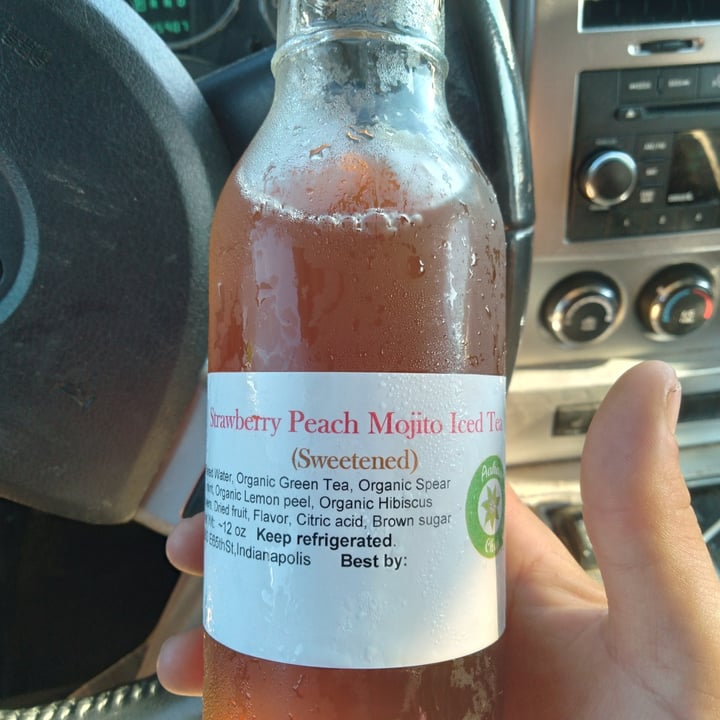 Strawberry Peach Mojito Iced Tea
(Sweetened)
Water, Organic Green Tea, Organic Spear
Organic Lemon peel, Organic Hibiscus
Dried fruit, Flavor, Citric acid, Brown sugar
~12 oz Keep refrigerated.
E65thSt,Indianapolis Best by: